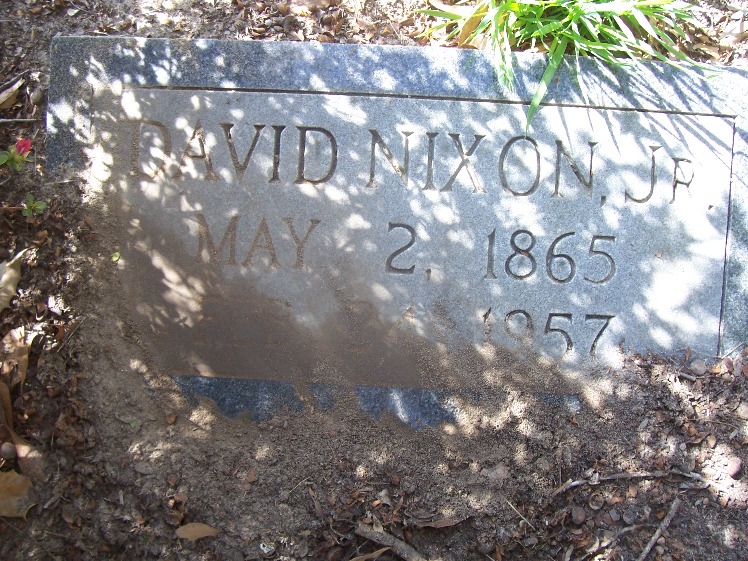 DAVID NIXON, JR.
MAY 2, 1865
1957